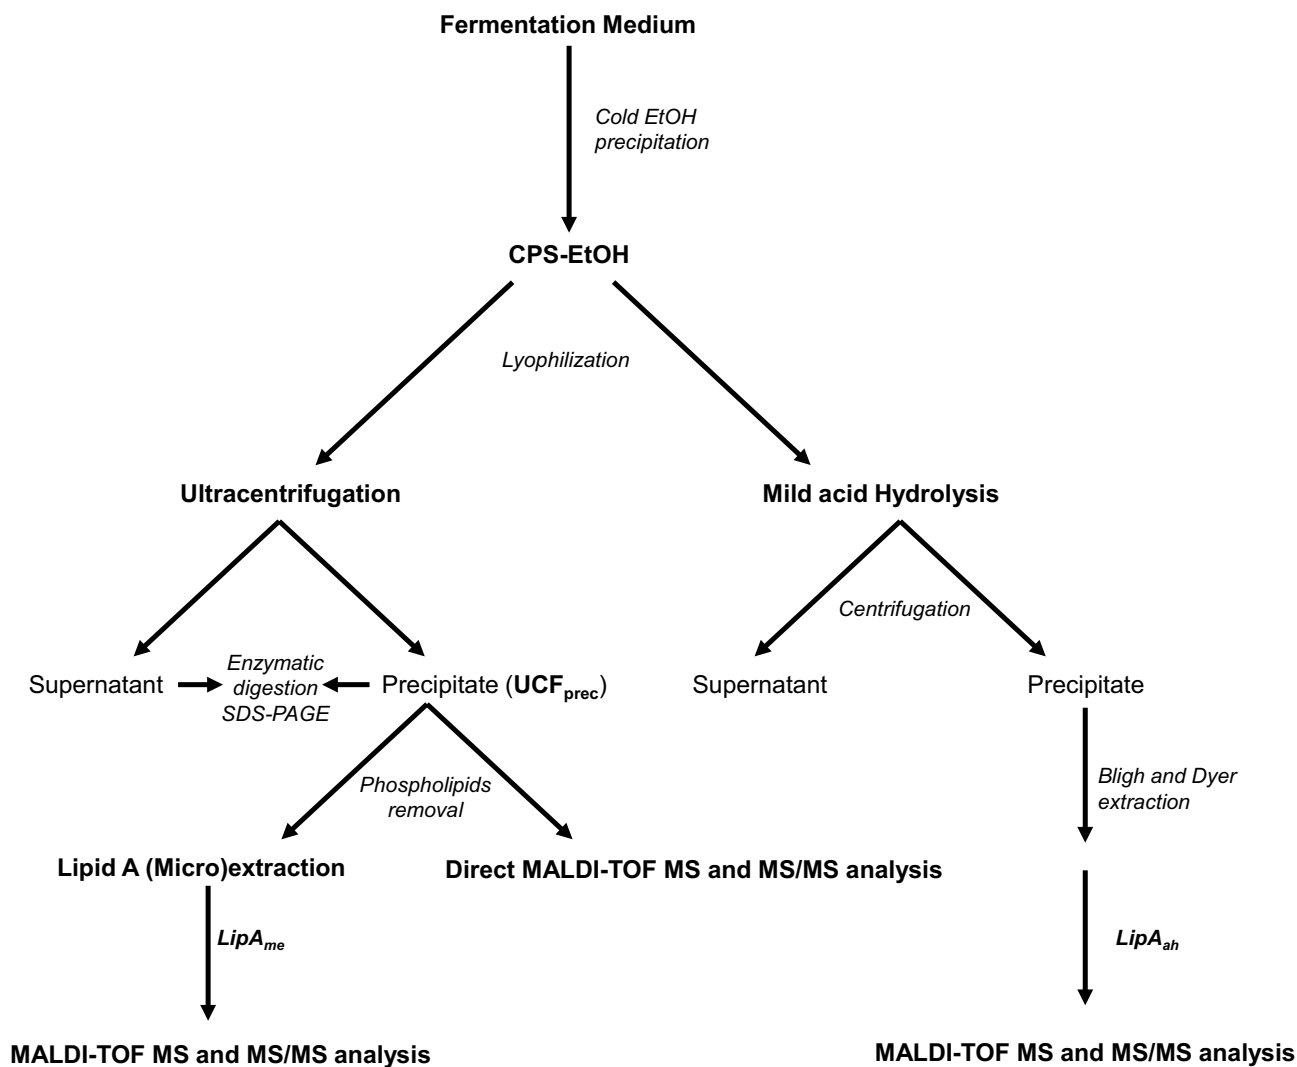 Fermentation Medium
Cold EtOH
precipitation
CPS-EtOH
Lyophilization
Ultracentrifugation
Mild acid Hydrolysis
Centrifugation
Supernatant
Enzymatic
digestion
SDS-PAGE
Precipitate (UCFprec)
Supernatant
Precipitate
Phospholipids
removal
Bligh and Dyer
extraction
Lipid A (Micro)extraction
Direct MALDI-TOF MS and MS/MS analysis
LipAme
LipAah
MALDI-TOF MS and MS/MS analysis
MALDI-TOF MS and MS/MS analysis